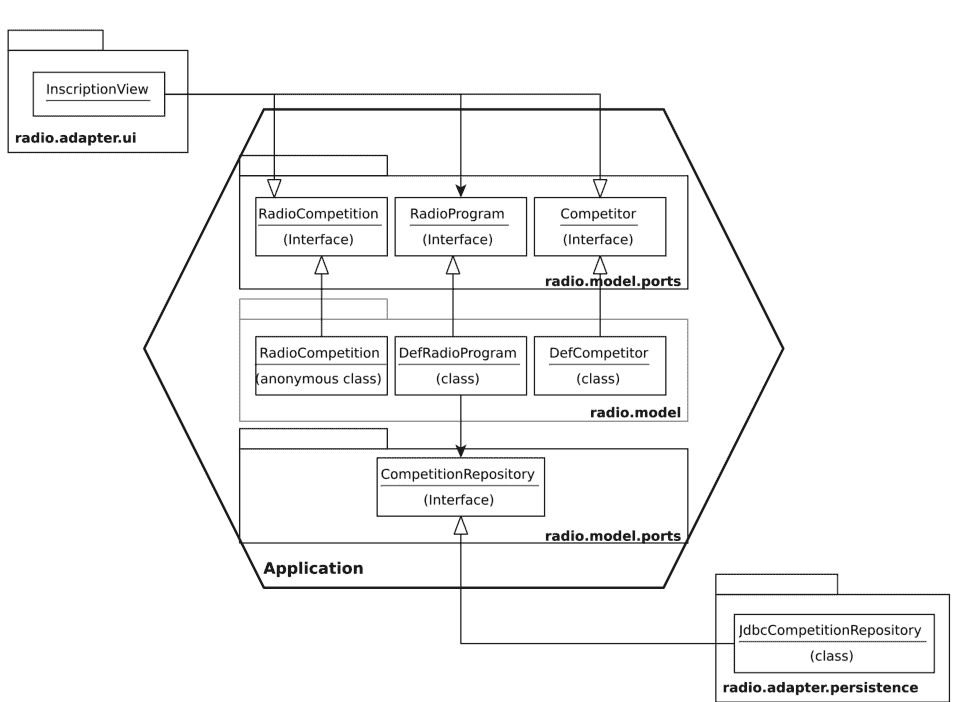 InscriptionView
radio.adapter.ui
RadioCompetition
(Interface)
RadioProgram
(Interface)
Competitor
(Interface)
radio.model.ports
RadioCompetition
(anonymous class)
DefRadioProgram
(class)
DefCompetitor
(class)
radio.model
CompetitionRepository
(Interface)
radio.model.ports
Application
JdbcCompetitionRepository
(class)
radio.adapter.persistence